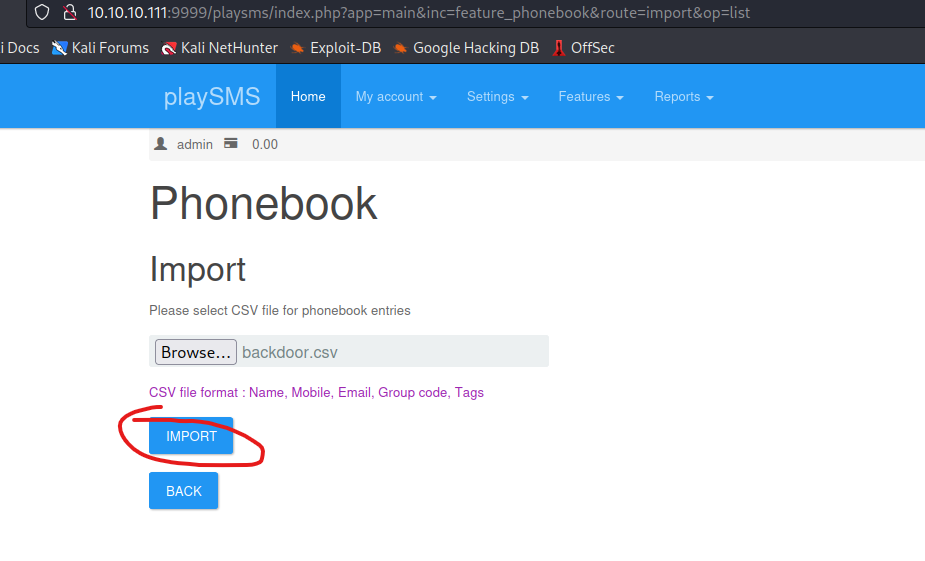 10.10.10.111:9999/playsms/index.php?app=main&inc=feature_phonebook&route=import&op=list
i Docs Kali Forums Kali NetHunter Exploit-DB Google Hacking DB OffSec
playSMS Home My account Settings Features Reports
admin 0.00
Phonebook
Import
Please select CSV file for phonebook entries
Browse... backdoor.csv
CSV file format : Name, Mobile, Email, Group code, Tags
IMPORT
BACK